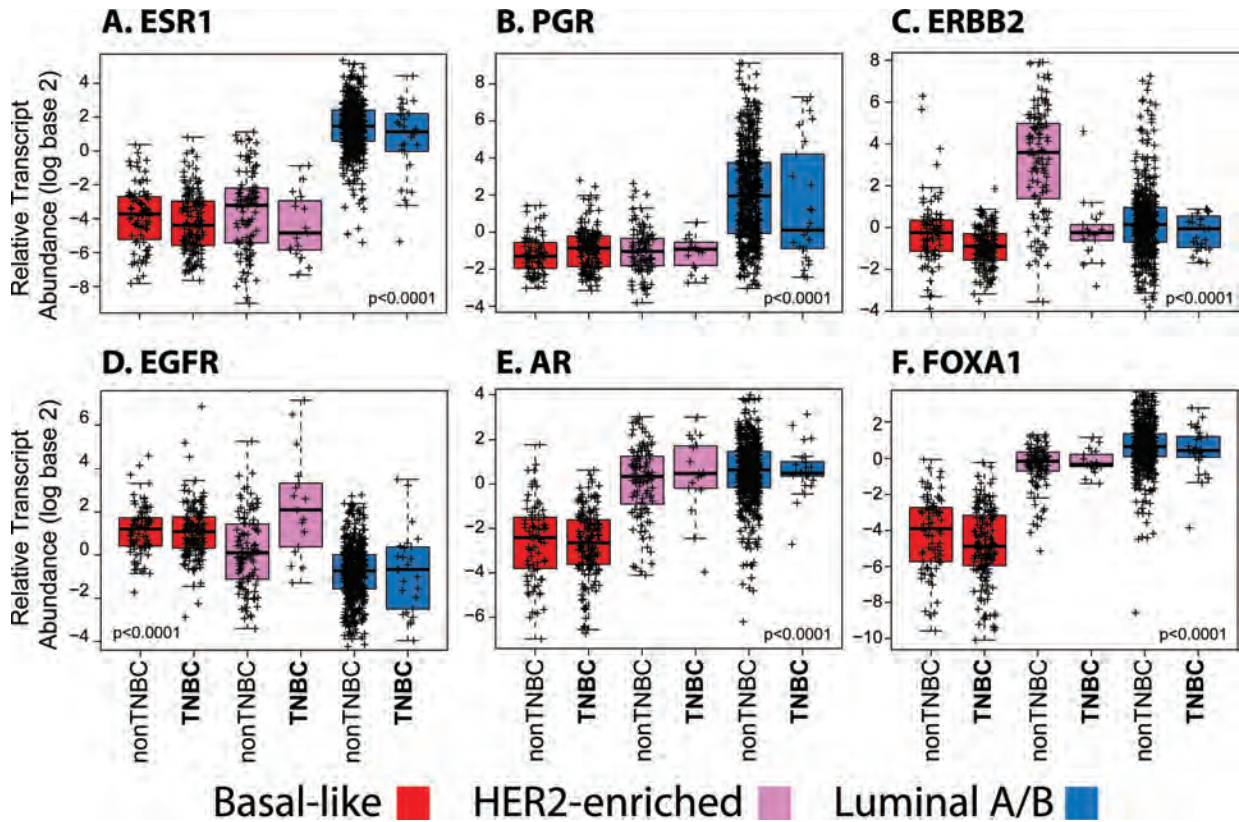 A. ESR1
B. PGR
C. ERBB2
Relative Transcript
Abundance (log base 2)
4
2
0
−2
−4
−6
−8
p<0.0001
8
6
4
2
0
−2
−4
p<0.0001
8
6
4
2
0
−2
−4
p<0.0001
D. EGFR
E. AR
F. FOXA1
Relative Transcript
Abundance (log base 2)
6
4
2
0
−2
−4
p<0.0001
4
2
0
−2
−4
−6
p<0.0001
2
0
−2
−4
−6
−8
−10
p<0.0001
nonTNBC
TNBC
nonTNBC
TNBC
nonTNBC
TNBC
nonTNBC
TNBC
nonTNBC
TNBC
nonTNBC
TNBC
nonTNBC
TNBC
nonTNBC
TNBC
nonTNBC
TNBC
Basal-like HER2-enriched Luminal A/B